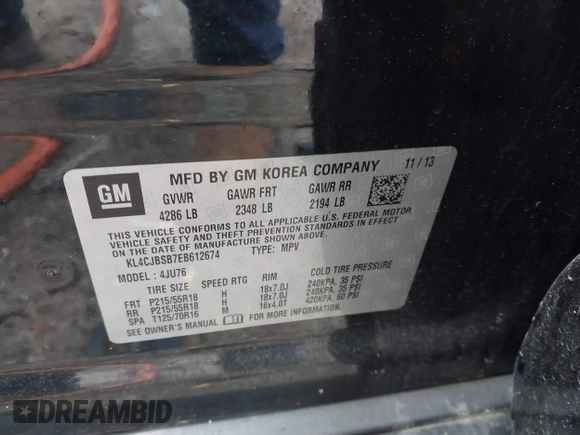 GM
MFD BY GM KOREA COMPANY 11/13
GVWR GAWR FRT GAWR RR
4286 LB 2348 LB 2194 LB
THIS VEHICLE CONFORMS TO ALL APPLICABLE U.S. FEDERAL MOTOR
VEHICLE SAFETY, BUMPER, AND THEFT PREVENTION STANDARDS IN
EFFECT ON THE DATE OF MANUFACTURE SHOWN ABOVE.
KL4CJBSB7EB612674 TYPE: MPV
MODEL: 4JU76
TIRE SIZE SPEED RTG RIM COLD TIRE PRESSURE
FRT P215/55R18 H 18x7.0J 240KPA, 35 PSI
RR P215/55R18 H 18x7.0J 240KPA, 35 PSI
SPA T125/70R16 M 16x4.0T 420KPA, 60 PSI
SEE OWNER'S MANUAL FOR MORE INFORMATION.
DREAMBID